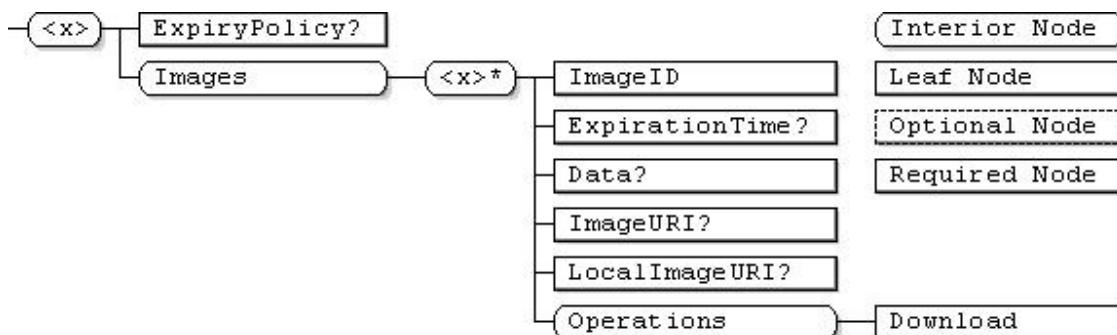 <x> ExpiryPolicy? Interior Node
Images <x>* ImageID Leaf Node
ExpirationTime? Optional Node
Data? Required Node
ImageURI?
LocalImageURI?
Operations Download